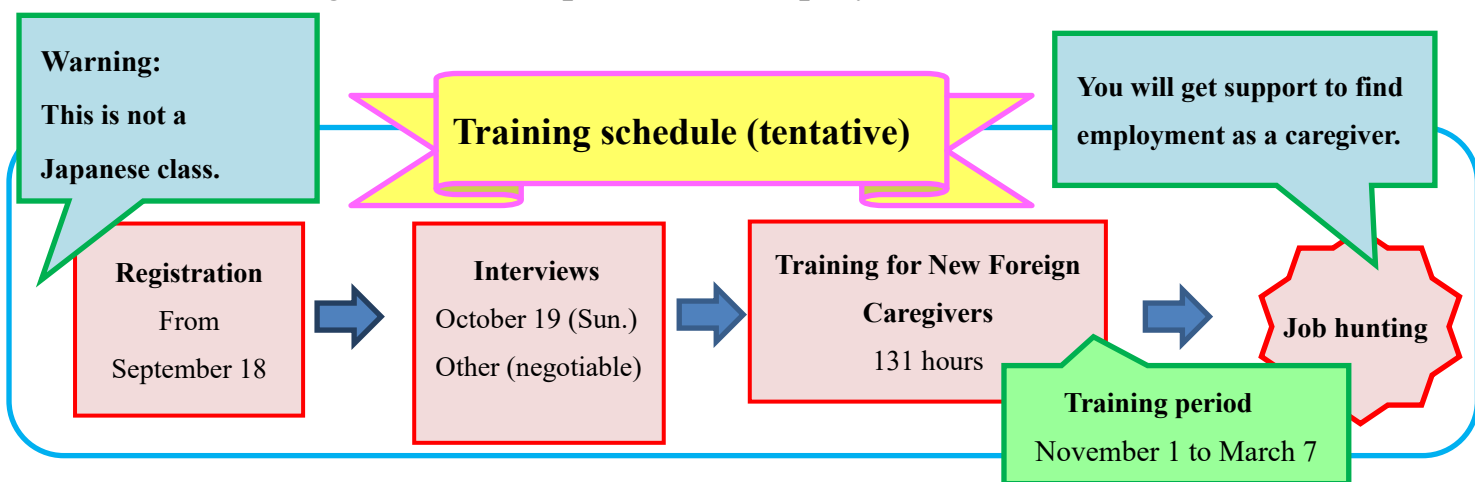 Warning:
This is not a
Japanese class.
Training schedule (tentative)
You will get support to find
employment as a caregiver.
Registration
From
September 18
Interviews
October 19 (Sun.)
Other (negotiable)
Training for New Foreign
Caregivers
131 hours
Training period
November 1 to March 7
Job hunting